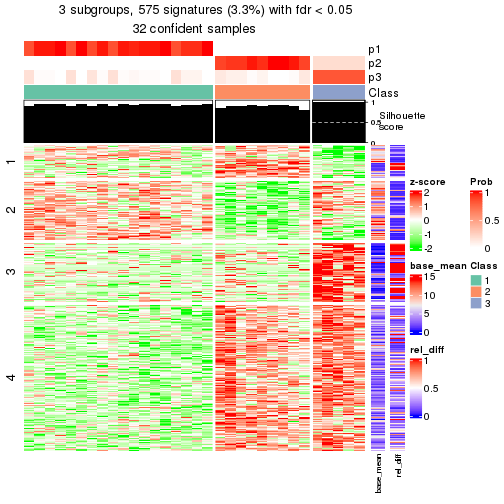 3 subgroups, 575 signatures (3.3%) with fdr < 0.05
32 confident samples
p1
p2
p3
Class
1
0.5
0
Silhouette
score
1
2
3
4
z-score
2
1
0
-1
-2
Prob
1
0.5
0
base_mean
15
10
5
0
Class
1
2
3
rel_diff
1
0.5
0
base_mean
rel_diff